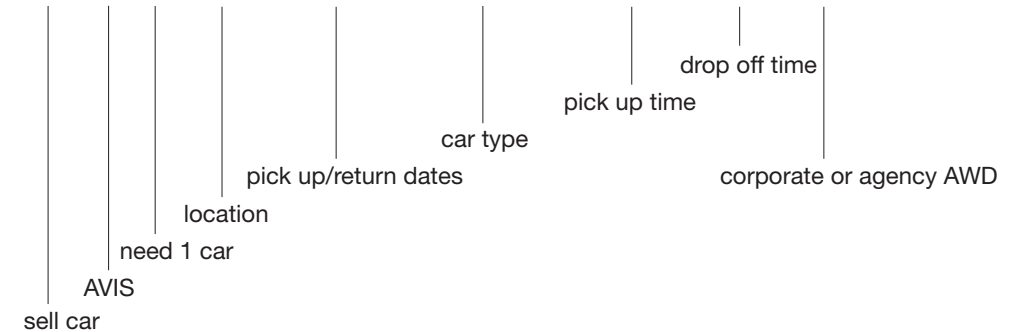 drop off time
pick up time
car type
pick up/return dates
corporate or agency AWD
location
need 1 car
AVIS
sell car